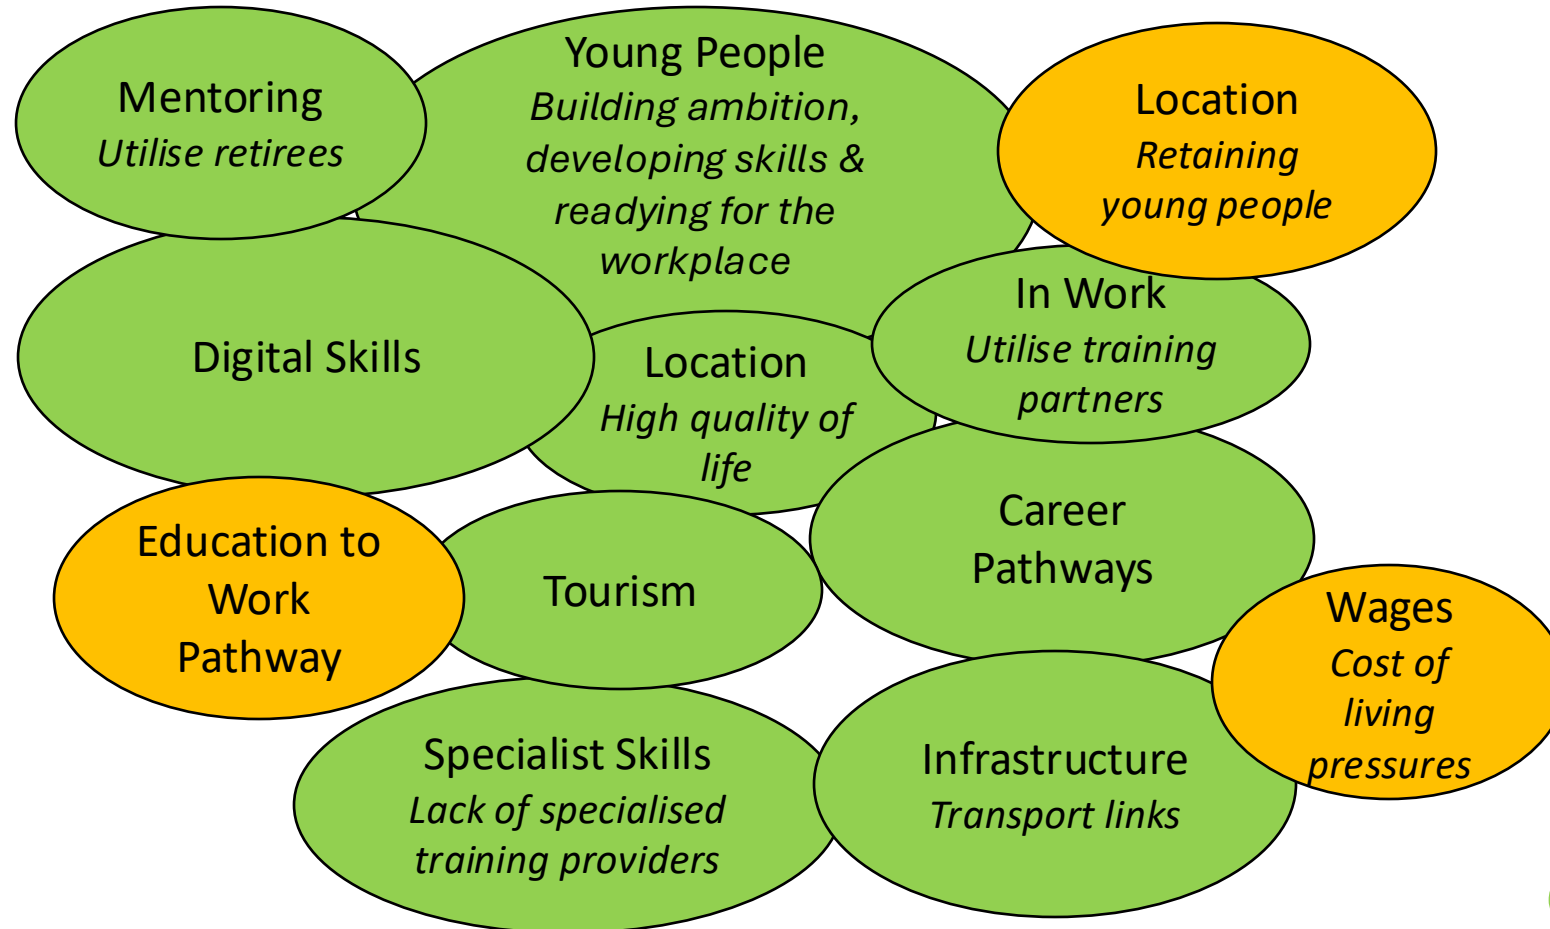 Mentoring
Utilise retirees
Young People
Building ambition,
developing skills &
readying for the
workplace
Location
Retaining
young people
Digital Skills
Location
High quality of
life
In Work
Utilise training
partners
Education to
Work
Pathway
Tourism
Career
Pathways
Wages
Cost of
living
pressures
Specialist Skills
Lack of specialised
training providers
Infrastructure
Transport links